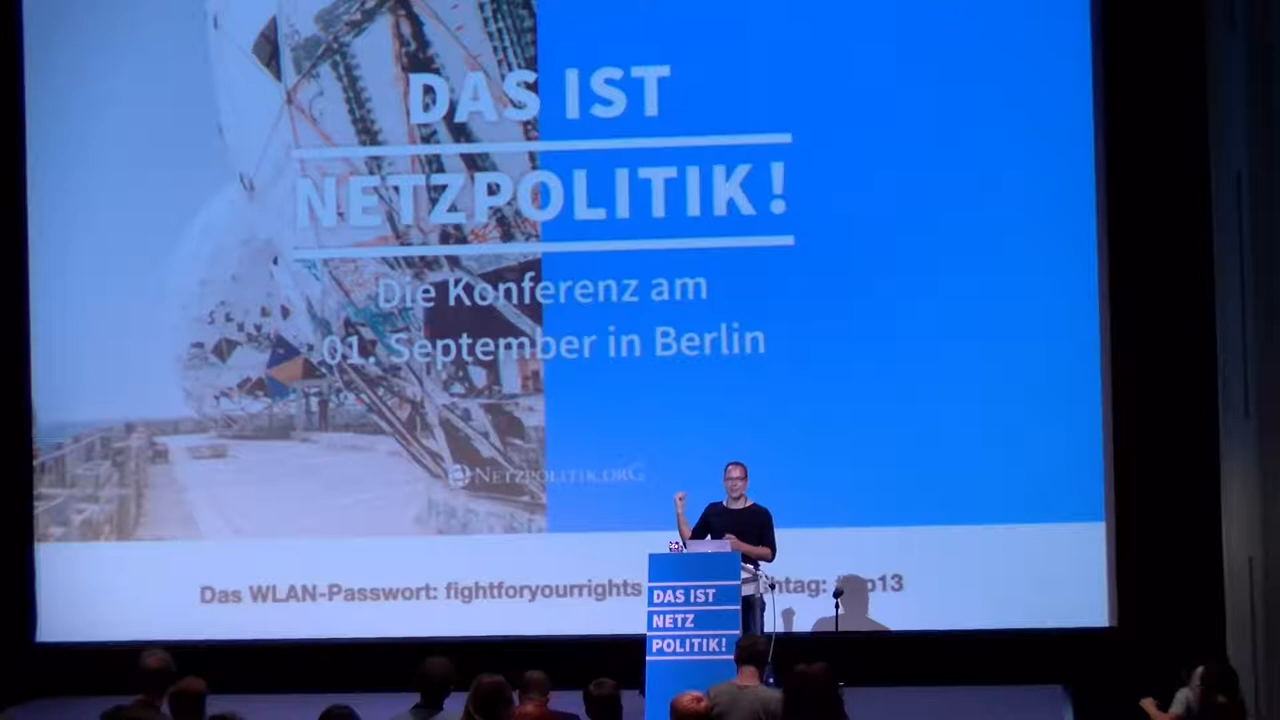 DAS IST
NETZPOLITIK!
Die Konferenz am
01. September in Berlin
NETZPOLITIK.ORG
Das WLAN-Passwort: fightforyourrights
DAS IST
NETZ
POLITIK!